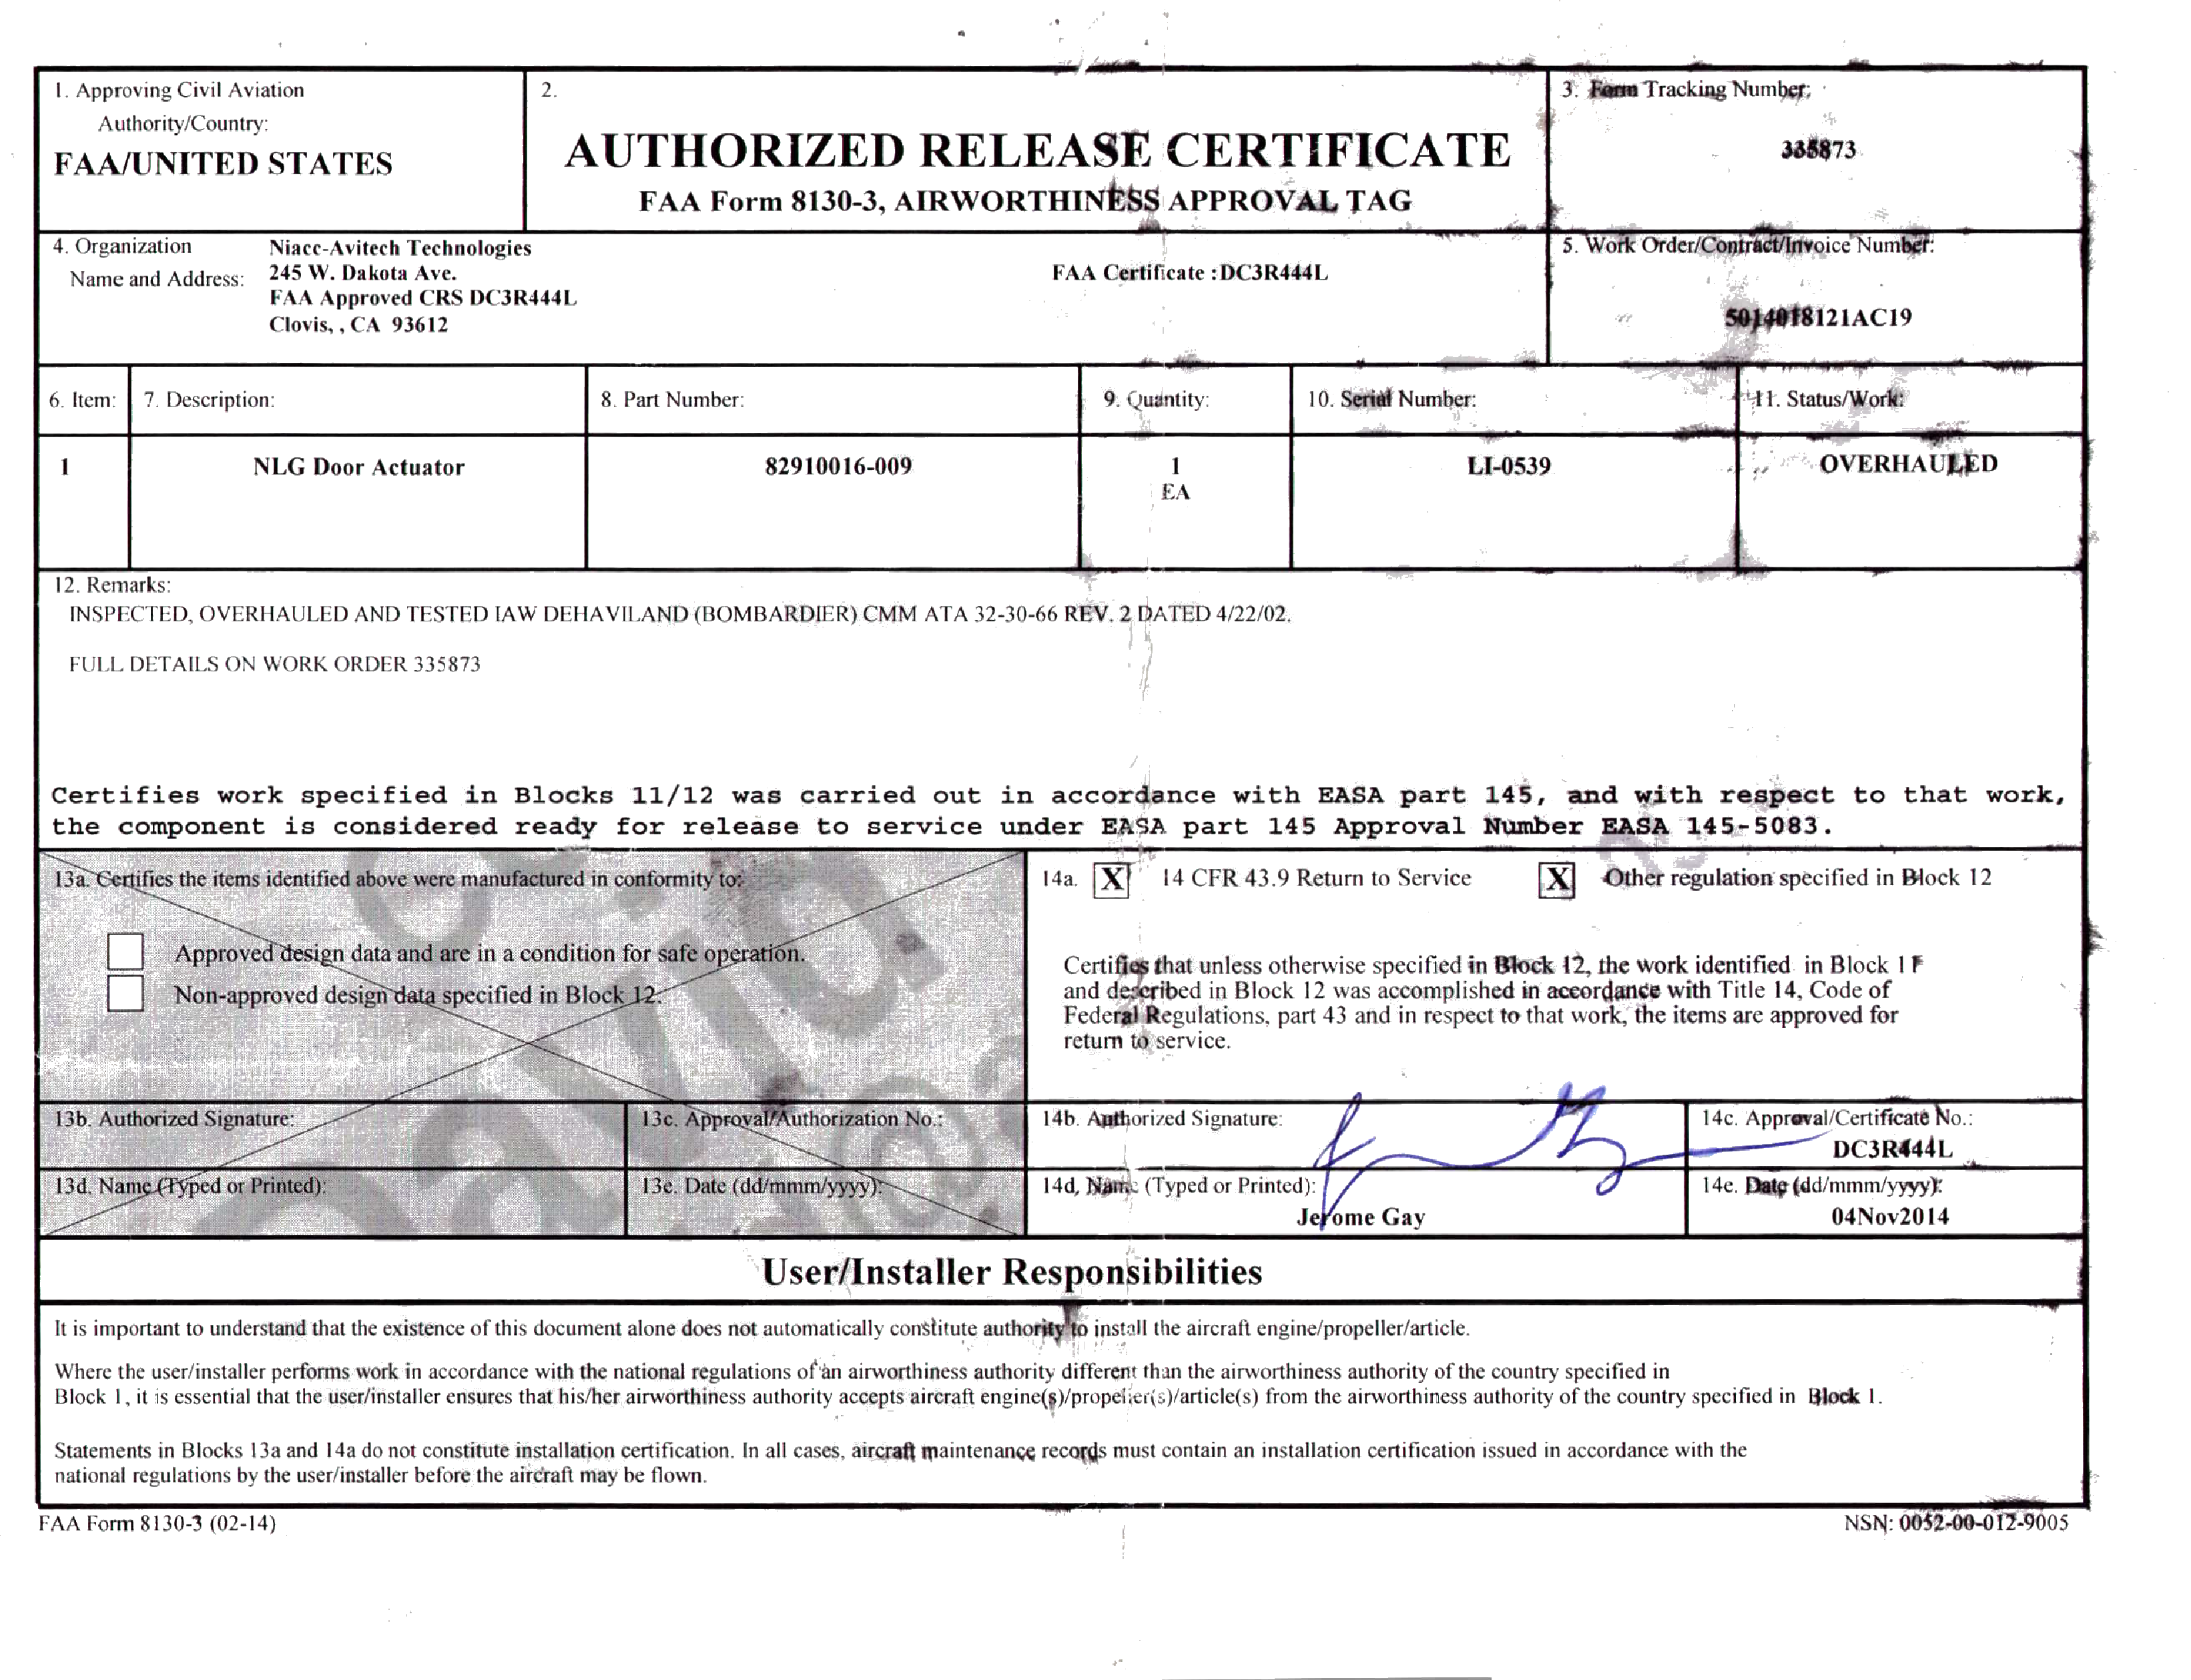 1. Approving Civil Aviation
Authority/Country:
FAA/UNITED STATES
2.
AUTHORIZED RELEASE CERTIFICATE
FAA Form 8130-3, AIRWORTHINESS APPROVAL TAG
3. Form Tracking Number:
335873
4. Organization
Name and Address:
Niacc-Avitech Technologies
245 W. Dakota Ave.
FAA Approved CRS DC3R444L
Clovis, , CA 93612
FAA Certificate :DC3R444L
5. Work Order/Contract/Invoice Number:
5014018121AC19
6. Item:
7. Description:
8. Part Number:
9. Quantity:
10. Serial Number:
11. Status/Work:
1
NLG Door Actuator
82910016-009
1
EA
LI-0539
OVERHAULED
12. Remarks:
INSPECTED, OVERHAULED AND TESTED IAW DEHAVILAND (BOMBARDIER) CMM ATA 32-30-66 REV. 2 DATED 4/22/02.
FULL DETAILS ON WORK ORDER 335873
Certifies work specified in Blocks 11/12 was carried out in accordance with EASA part 145, and with respect to that work,
the component is considered ready for release to service under EASA part 145 Approval Number EASA 145-5083.
13a. Certifies the items identified above were manufactured in conformity to:
Approved design data and are in a condition for safe operation.
Non-approved design data specified in Block 12.
14a. X 14 CFR 43.9 Return to Service X Other regulation specified in Block 12
Certifies that unless otherwise specified in Block 12, the work identified in Block 11
and described in Block 12 was accomplished in accordance with Title 14, Code of
Federal Regulations, part 43 and in respect to that work, the items are approved for
return to service.
13b. Authorized Signature:
13c. Approval/Authorization No.:
14b. Authorized Signature:
14c. Approval/Certificate No.:
DC3R444L
13d. Name (Typed or Printed):
13e. Date (dd/mmm/yyyy):
14d. Name (Typed or Printed):
Jerome Gay
14e. Date (dd/mmm/yyyy):
04Nov2014
User/Installer Responsibilities
It is important to understand that the existence of this document alone does not automatically constitute authority to install the aircraft engine/propeller/article.
Where the user/installer performs work in accordance with the national regulations of an airworthiness authority different than the airworthiness authority of the country specified in
Block 1, it is essential that the user/installer ensures that his/her airworthiness authority accepts aircraft engine(s)/propeller(s)/article(s) from the airworthiness authority of the country specified in Block 1.
Statements in Blocks 13a and 14a do not constitute installation certification. In all cases, aircraft maintenance records must contain an installation certification issued in accordance with the
national regulations by the user/installer before the aircraft may be flown.
FAA Form 8130-3 (02-14)
NSN: 0052-00-012-9005